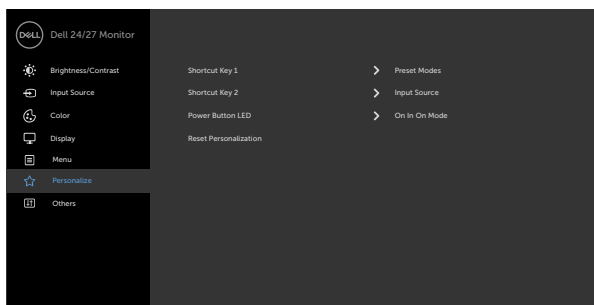 DELL Dell 24/27 Monitor
Brightness/Contrast Shortcut Key 1 Preset Modes
Input Source Shortcut Key 2 Input Source
Color Power Button LED On In On Mode
Display Reset Personalization
Menu
Personalize
Others